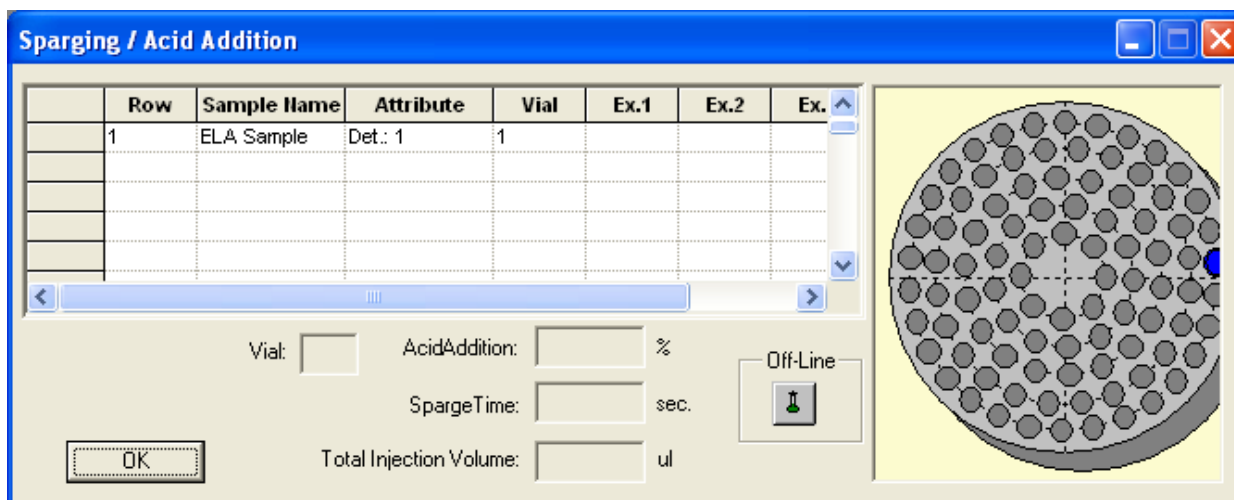 Sparging / Acid Addition
Row Sample Name Attribute Vial Ex.1 Ex.2 Ex.
1 ELA Sample Det.: 1 1
Vial: AcidAddition: %
Off-Line
SpargeTime: sec.
OK Total Injection Volume: ul